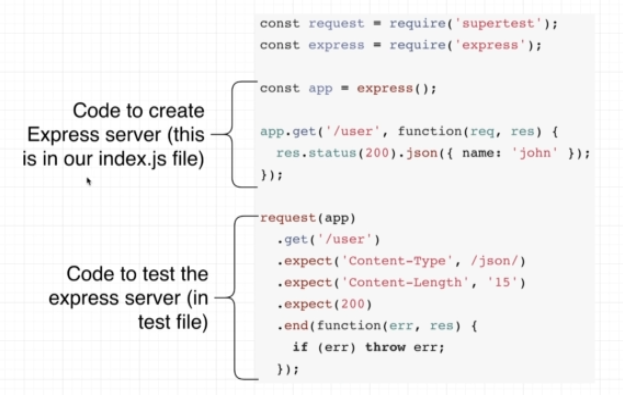 const request = require('supertest');
const express = require('express');
Code to create
Express server (this
is in our index.js file)
const app = express();
app.get('/user', function(req, res) {
res.status(200).json({ name: 'john' });
});
Code to test the
express server (in
test file)
request(app)
.get('/user')
.expect('Content-Type', /json/)
.expect('Content-Length', '15')
.expect(200)
.end(function(err, res) {
if (err) throw err;
});